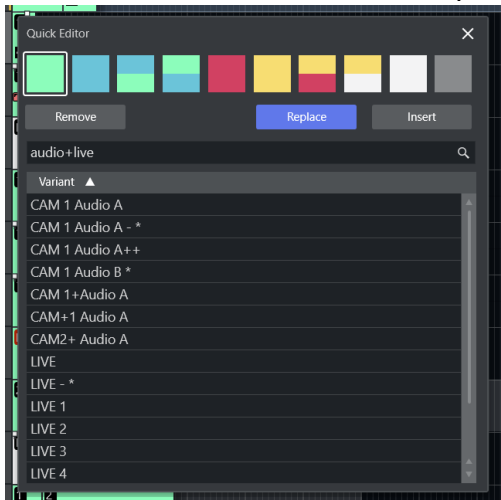 Quick Editor
Remove Replace Insert
audio+live
Variant ▲
CAM 1 Audio A
CAM 1 Audio A - *
CAM 1 Audio A++
CAM 1 Audio B *
CAM 1+Audio A
CAM+1 Audio A
CAM2+ Audio A
LIVE
LIVE - *
LIVE 1
LIVE 2
LIVE 3
LIVE 4